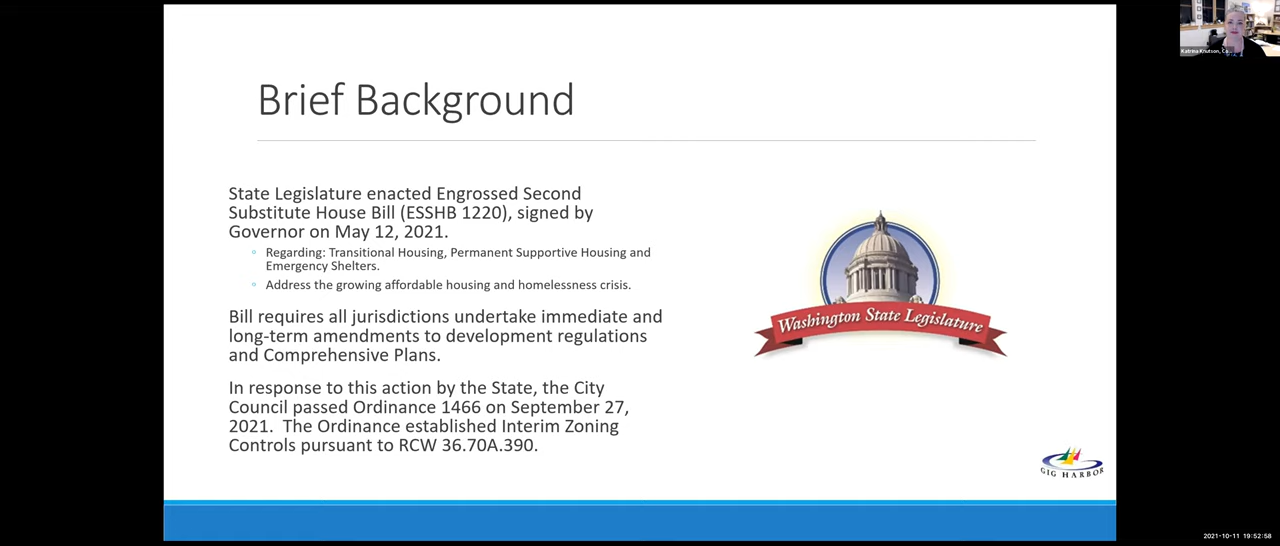 Brief Background
State Legislature enacted Engrossed Second
Substitute House Bill (ESSHB 1220), signed by
Governor on May 12, 2021.
Regarding: Transitional Housing, Permanent Supportive Housing and
Emergency Shelters.
Address the growing affordable housing and homelessness crisis.
Bill requires all jurisdictions undertake immediate and
long-term amendments to development regulations
and Comprehensive Plans.
In response to this action by the State, the City
Council passed Ordinance 1466 on September 27,
2021.  The Ordinance established Interim Zoning
Controls pursuant to RCW 36.70A.390.
Washington State Legislature
GIG HARBOR
Katrina Knutson, Co...
2021-10-11 19:52:58